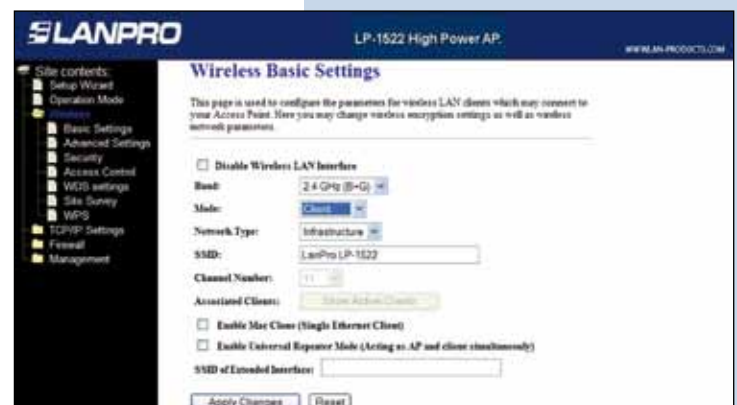 LANPRO
LP-1522 High Power AP.
WWW.LAN-PRODUCTS.COM
Site contents:
Setup Wizard
Operation Mode
Wireless
Basic Settings
Advanced Settings
Security
Access Control
WDS settings
Site Survey
WPS
TCP/IP Settings
Firewall
Management
Wireless Basic Settings
This page is used to configure the parameters for wireless LAN clients which may connect to
your Access Point. Here you may change wireless encryption settings as well as wireless
network parameters.
Disable Wireless LAN Interface
Band: 2.4 GHz (B+G)
Mode: Client
Network Type: Infrastructure
SSID: LanPro LP-1522
Channel Number: 11
Associated Clients: Show Active Clients
Enable Mac Clone (Single Ethernet Client)
Enable Universal Repeater Mode (Acting as AP and client simultaneously)
SSID of Extended Interface:
Apply Changes Reset